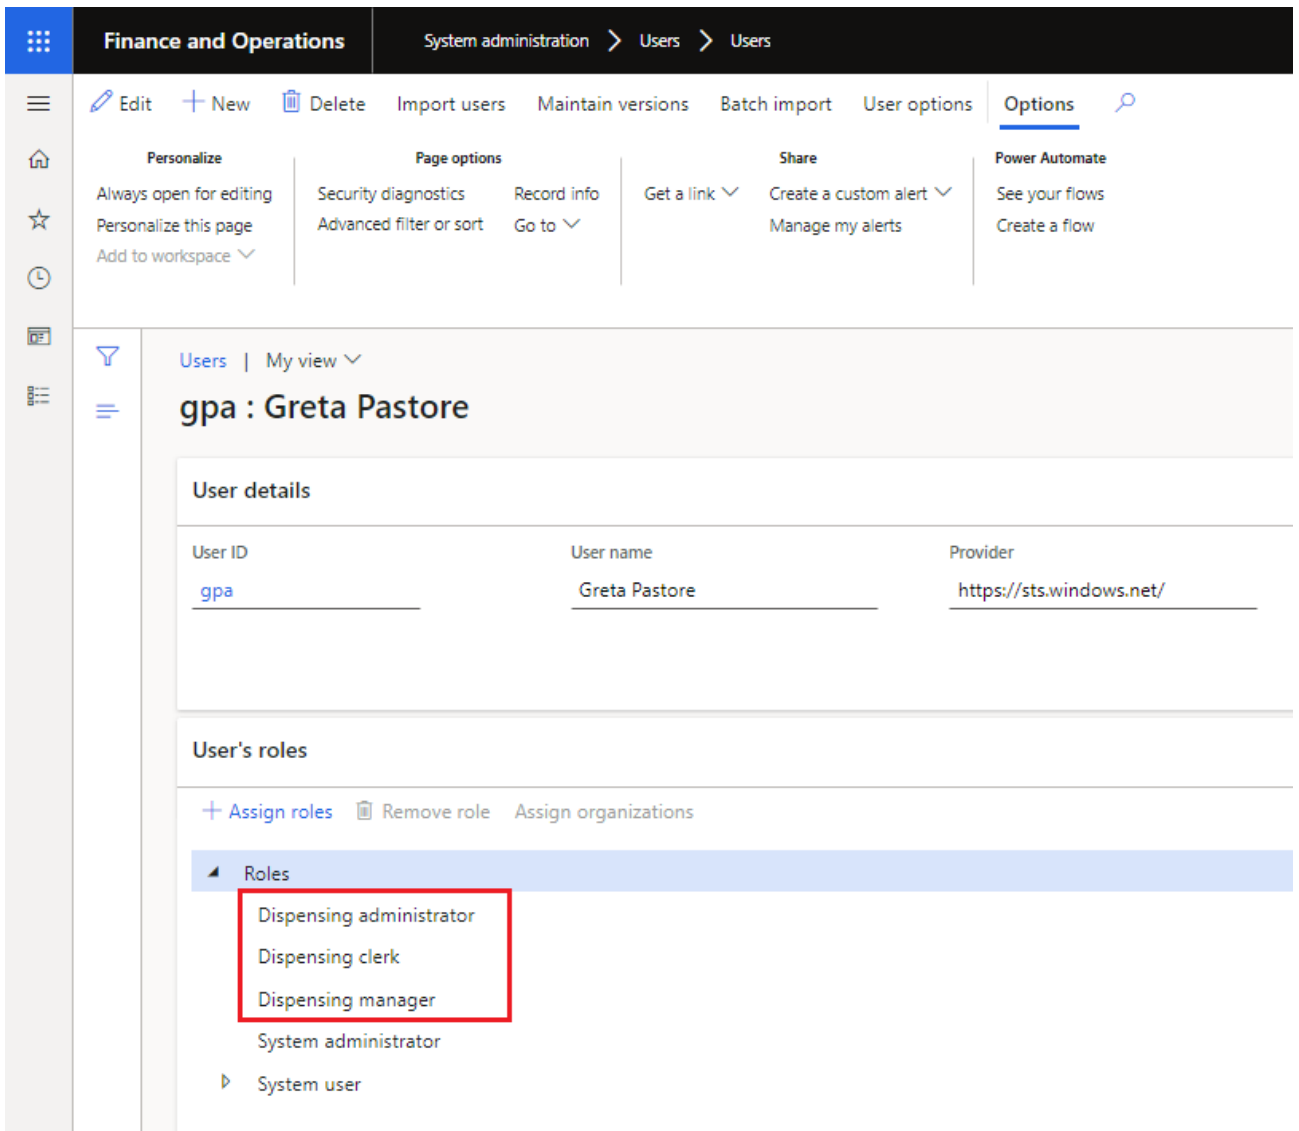 Finance and Operations
System administration > Users > Users
Edit New Delete Import users Maintain versions Batch import User options Options
Personalize
Always open for editing
Personalize this page
Add to workspace
Page options
Security diagnostics Record info
Advanced filter or sort Go to
Share
Get a link Create a custom alert
Manage my alerts
Power Automate
See your flows
Create a flow
Users | My view
gpa : Greta Pastore
User details
User ID User name Provider
gpa Greta Pastore https://sts.windows.net/
User's roles
Assign roles Remove role Assign organizations
Roles
Dispensing administrator
Dispensing clerk
Dispensing manager
System administrator
System user